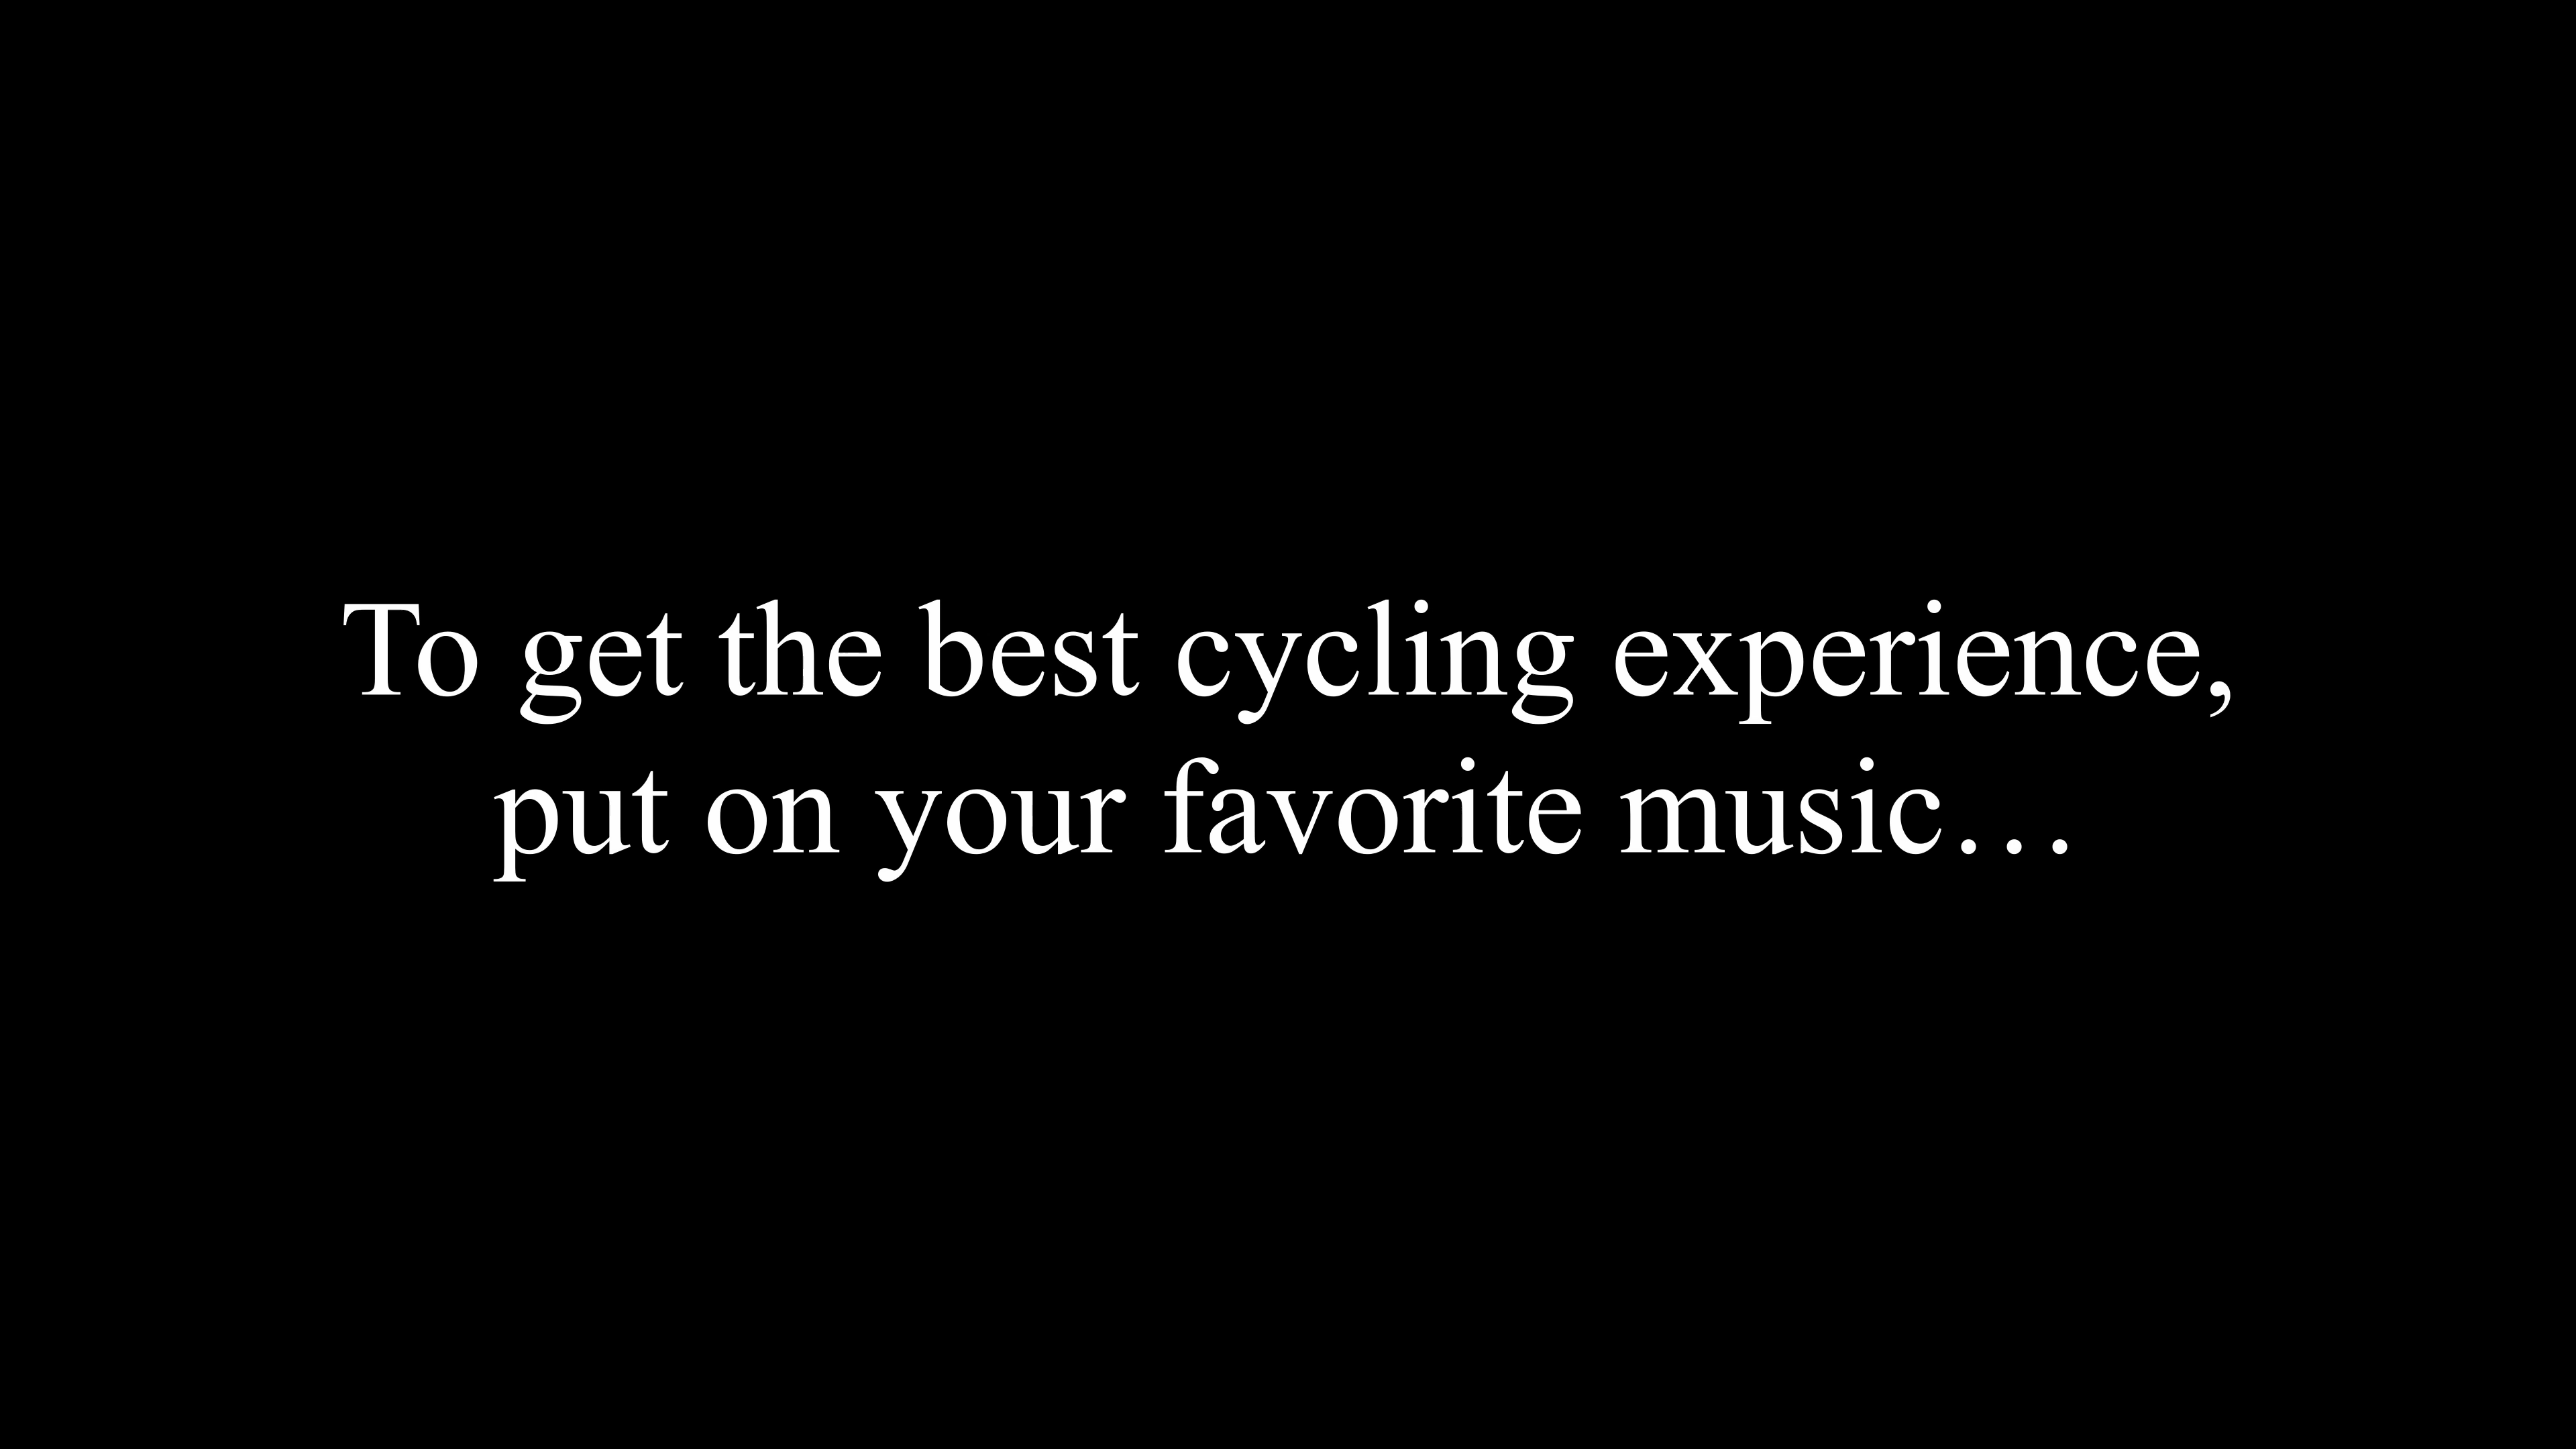 To get the best cycling experience,
put on your favorite music…